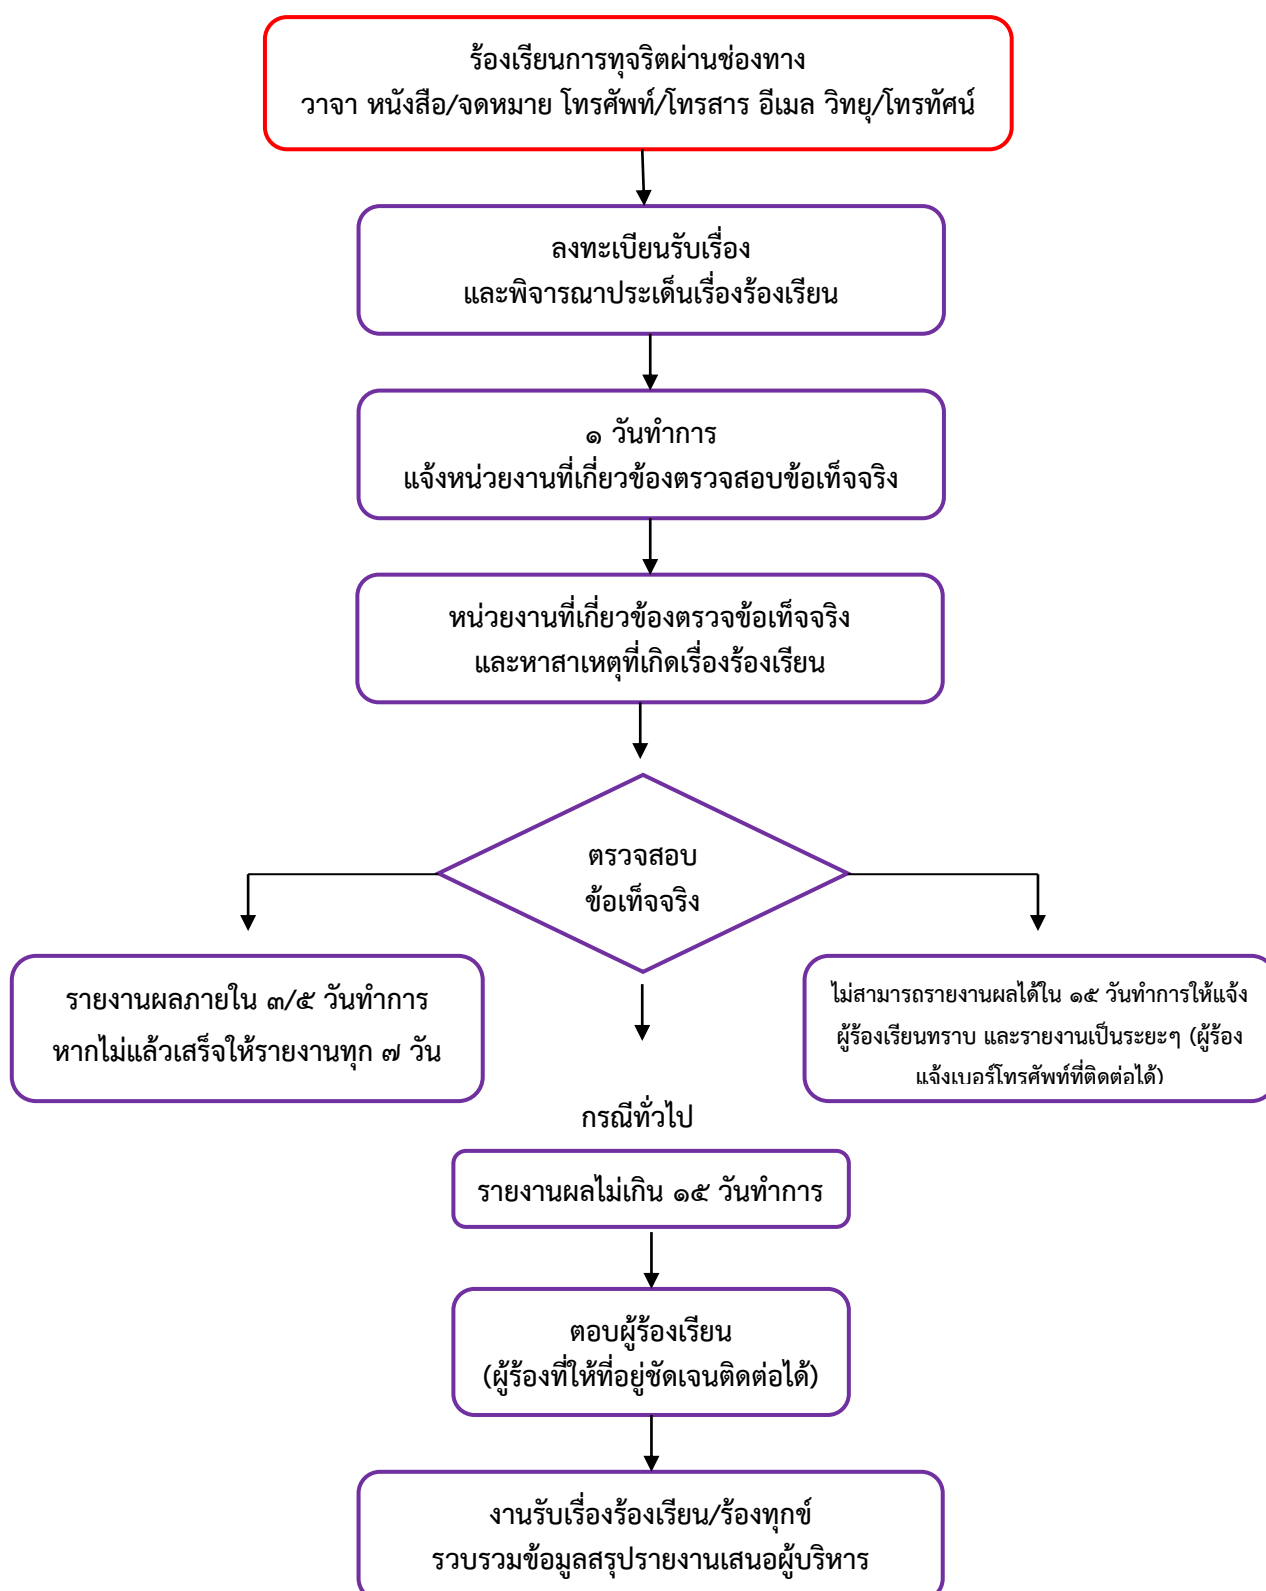 ร้องเรียนการทุจริตผ่านช่องทาง
วาจา หนังสือ/จดหมาย โทรศัพท์/โทรสาร อีเมล วิทยุ/โทรทัศน์
ลงทะเบียนรับเรื่อง
และพิจารณาประเด็นเรื่องร้องเรียน
๑ วันทำการ
แจ้งหน่วยงานที่เกี่ยวข้องตรวจสอบข้อเท็จจริง
หน่วยงานที่เกี่ยวข้องตรวจข้อเท็จจริง
และหาสาเหตุที่เกิดเรื่องร้องเรียน
ตรวจสอบ
ข้อเท็จจริง
รายงานผลภายใน ๓/๕ วันทำการ
หากไม่แล้วเสร็จให้รายงานทุก ๗ วัน
ไม่สามารถรายงานผลได้ใน ๑๕ วันทำการให้แจ้ง
ผู้ร้องเรียนทราบ และรายงานเป็นระยะๆ (ผู้ร้อง
แจ้งเบอร์โทรศัพท์ที่ติดต่อได้)
กรณีทั่วไป
รายงานผลไม่เกิน ๑๕ วันทำการ
ตอบผู้ร้องเรียน
(ผู้ร้องที่ให้ที่อยู่ชัดเจนติดต่อได้)
งานรับเรื่องร้องเรียน/ร้องทุกข์
รวบรวมข้อมูลสรุปรายงานเสนอผู้บริหาร